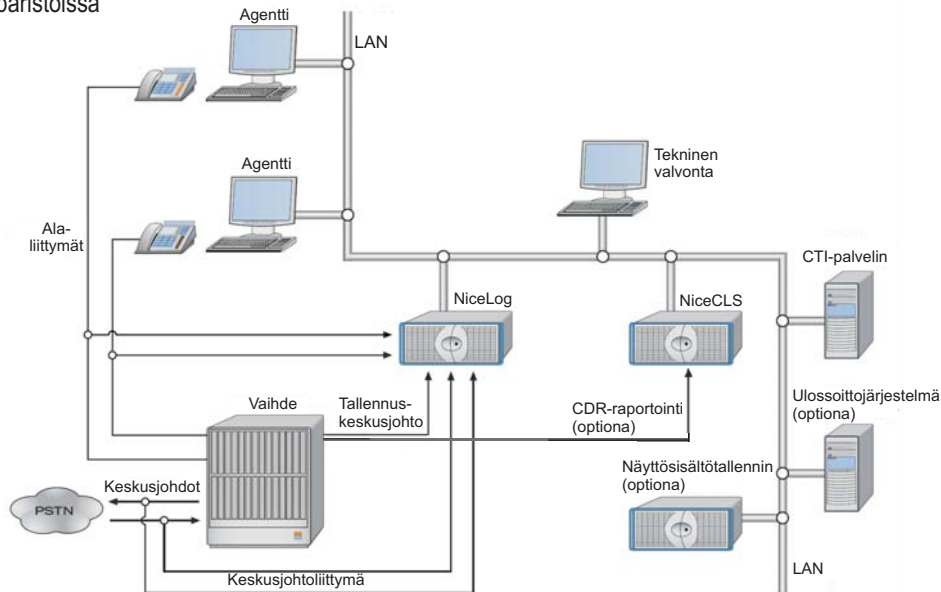 Agentti
LAN
Agentti
Tekninen
valvonta
Ala-
liittymät
CTI-palvelin
NiceLog
NiceCLS
Vaihde
Tallennus-
keskusjohto
CDR-raportointi
(optiona)
Ulossoittojärjestelmä
(optiona)
Näyttösisältötallennin
(optiona)
Keskusjohdot
PSTN
Keskusjohtoliittymä
LAN